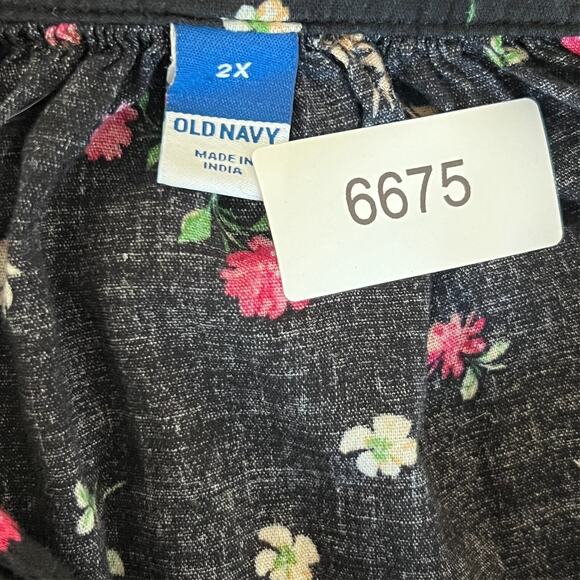 2X
OLD NAVY
MADE IN
INDIA
6675